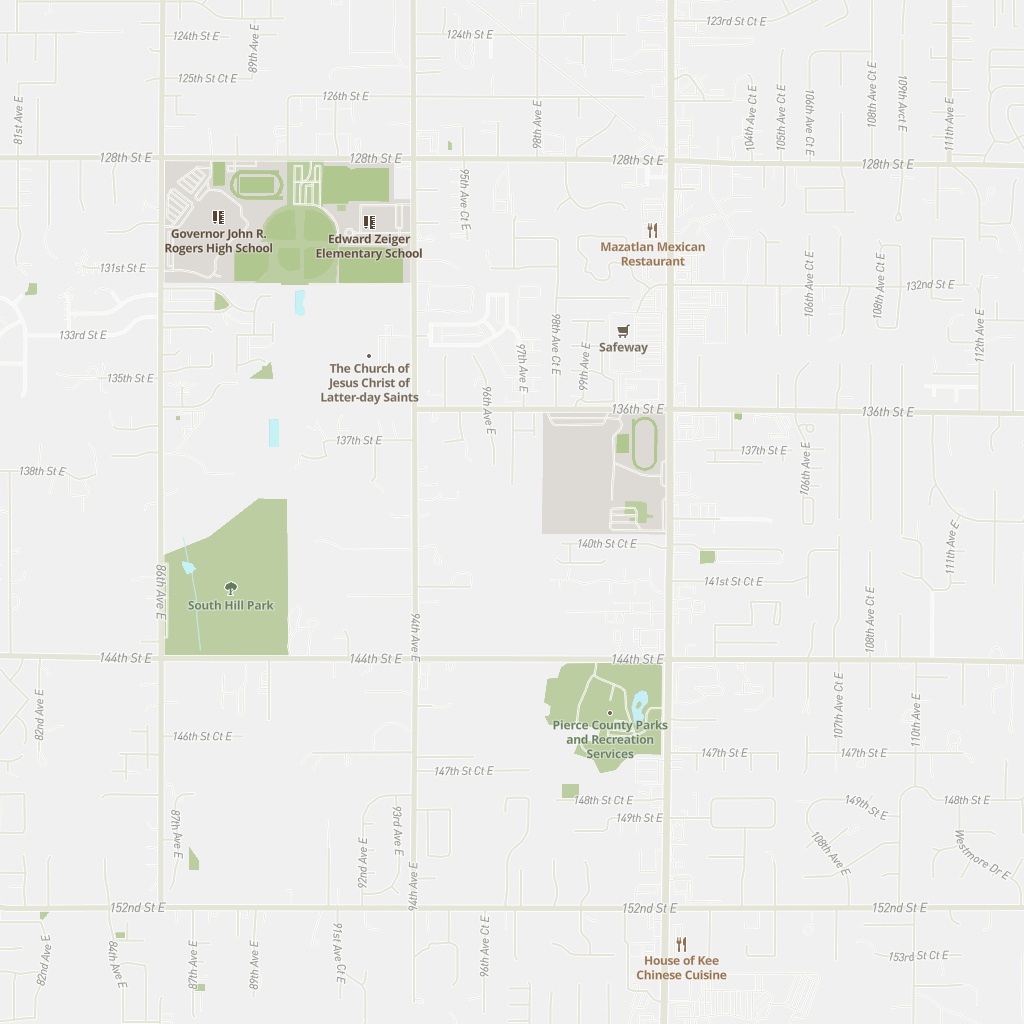 123rd St Ct E
124th St E
124th St E
89th Ave E
125th St Ct E
126th St E
81st Ave E
98th Ave E
104th Ave Ct E
105th Ave Ct E
106th Ave Ct E
108th Ave Ct E
109th Avct E
111th Ave E
128th St E
128th St E
128th St E
128th St E
95th Ave Ct E
Governor John R.
Rogers High School
Edward Zeiger
Elementary School
Mazatlan Mexican
Restaurant
131st St E
106th Ave Ct E
108th Ave Ct E
132nd St E
133rd St E
98th Ave Ct E
97th Ave E
99th Ave E
Safeway
112th Ave E
135th St E
The Church of
Jesus Christ of
Latter-day Saints
96th Ave E
136th St E
136th St E
137th St E
137th St E
106th Ave E
138th St E
140th St Ct E
111th Ave E
86th Ave E
South Hill Park
141st St Ct E
108th Ave E
94th Ave E
144th St E
144th St E
144th St E
82nd Ave E
107th Ave Ct E
110th Ave E
Pierce County Parks
and Recreation
Services
146th St Ct E
147th St E
147th St E
147th St Ct E
148th St Ct E
149th St E
148th St E
87th Ave E
93rd Ave E
149th St E
92nd Ave E
108th Ave E
Westmore Dr E
94th Ave E
152nd St E
152nd St E
152nd St E
82nd Ave E
84th Ave E
87th Ave E
89th Ave E
91st Ave Ct E
96th Ave Ct E
House of Kee
Chinese Cuisine
153rd St Ct E